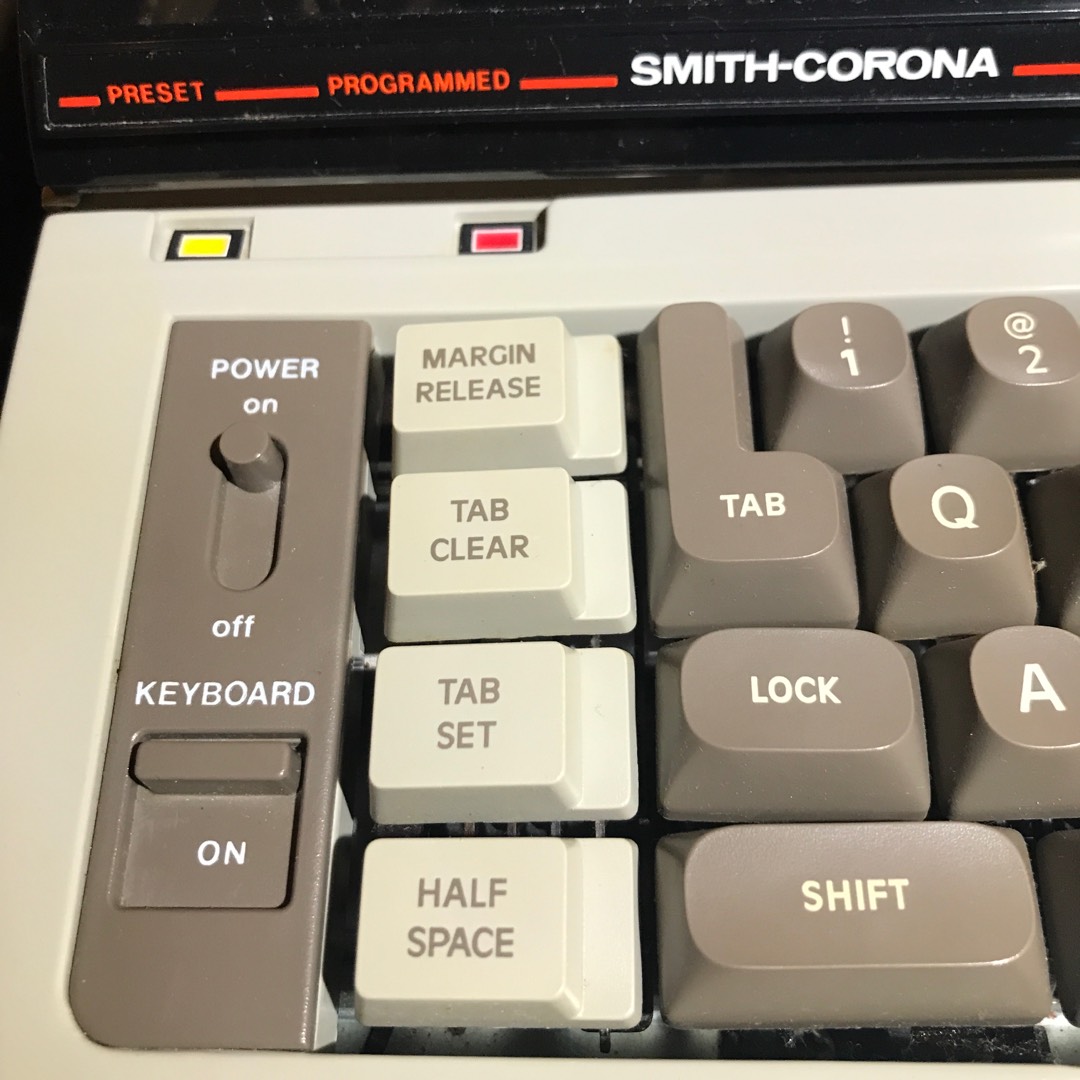 PRESET PROGRAMMED SMITH-CORONA
POWER
on
off
KEYBOARD
ON
MARGIN
RELEASE
TAB
CLEAR
TAB
SET
HALF
SPACE
!
1
@
2
TAB
Q
LOCK
A
SHIFT